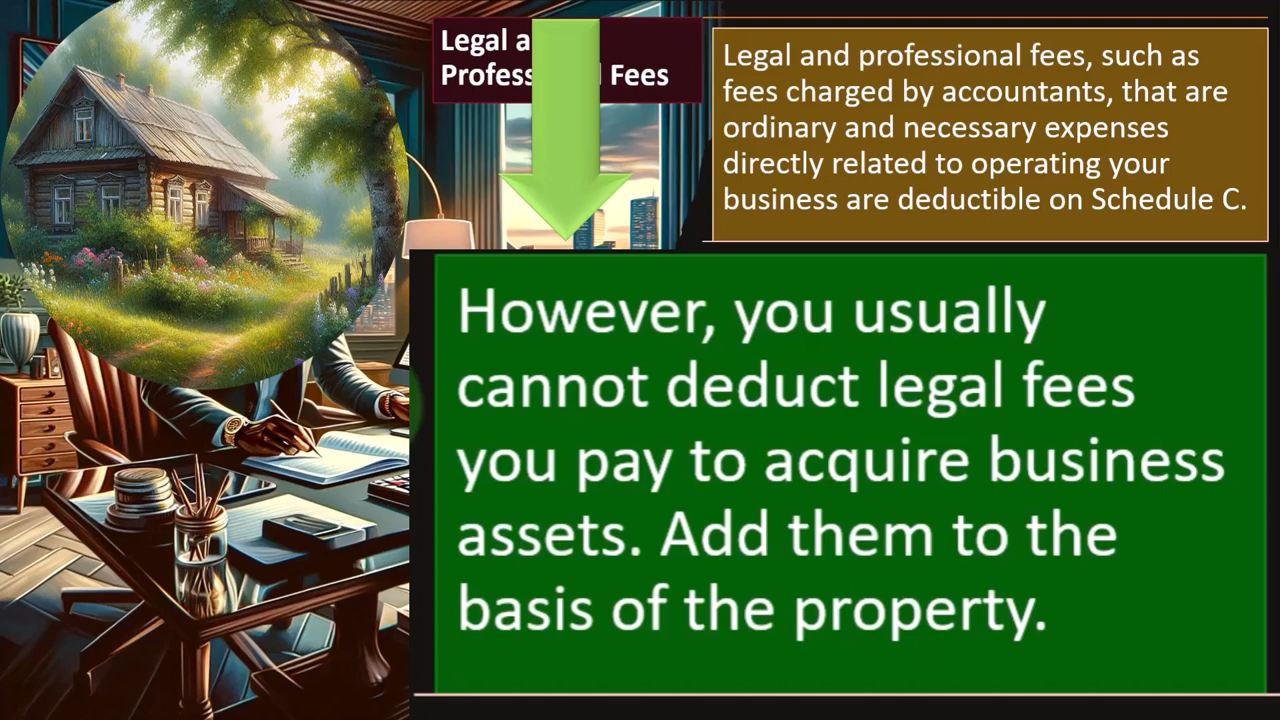 Legal a
Profess Fees
Legal and professional fees, such as
fees charged by accountants, that are
ordinary and necessary expenses
directly related to operating your
business are deductible on Schedule C.
However, you usually
cannot deduct legal fees
you pay to acquire business
assets. Add them to the
basis of the property.